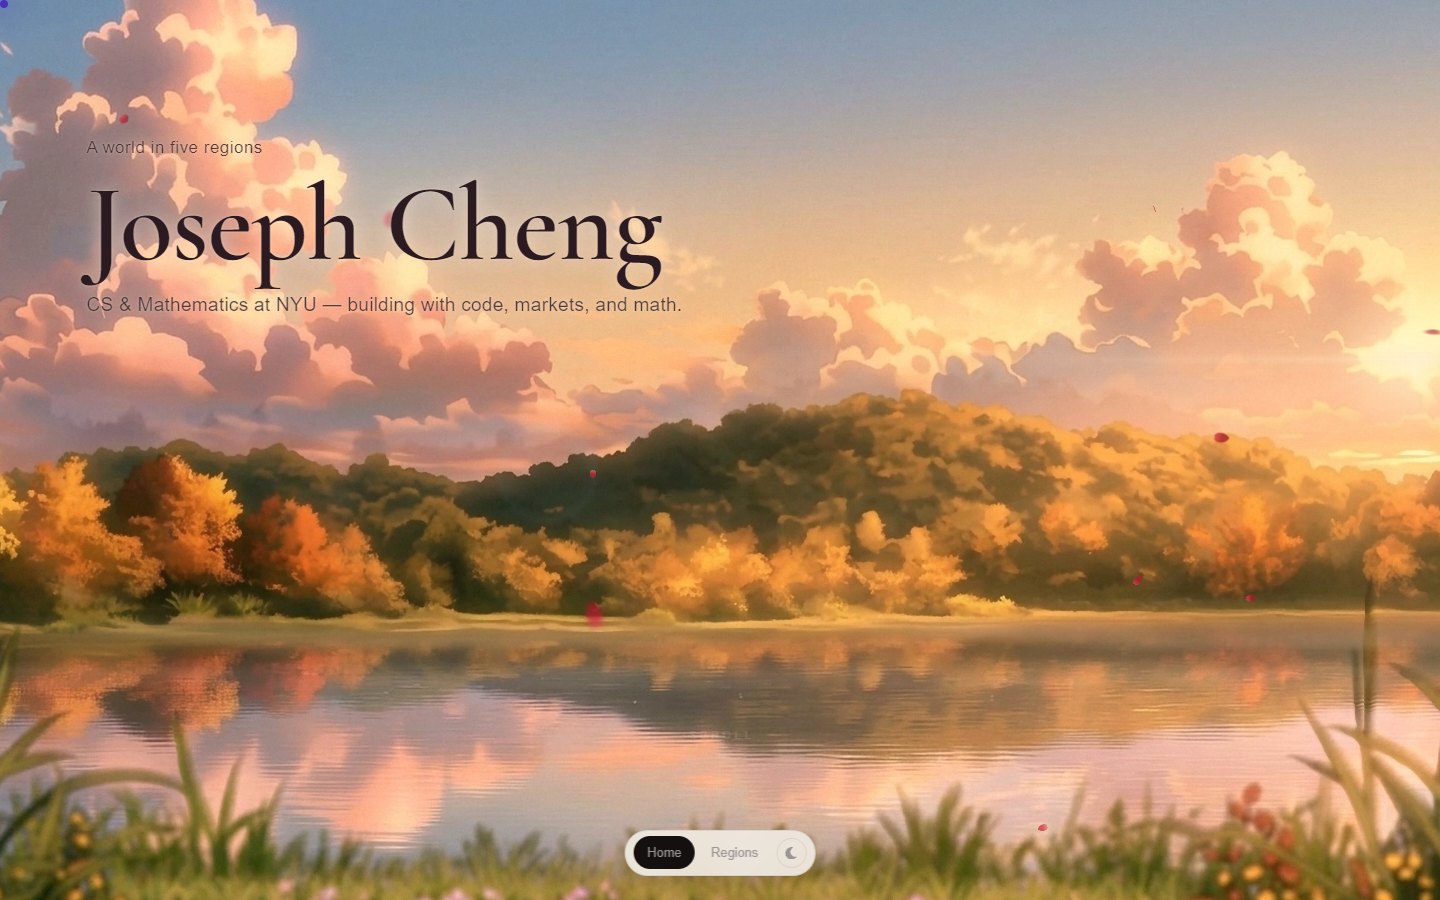 A world in five regions
Joseph Cheng
CS & Mathematics at NYU — building with code, markets, and math.
Home Regions